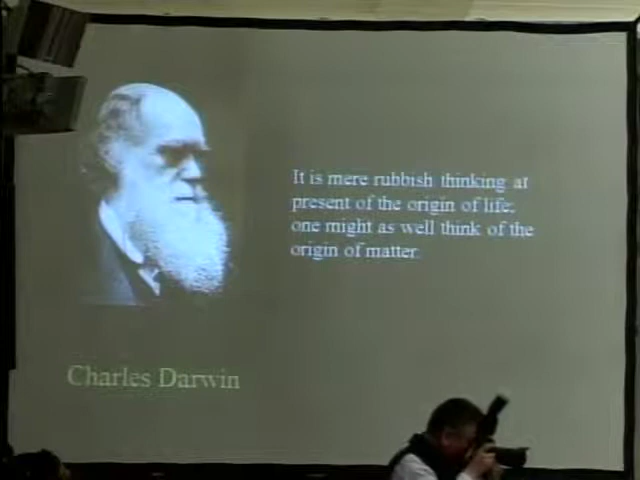 It is mere rubbish thinking at
present of the origin of life;
one might as well think of the
origin of matter.
Charles Darwin